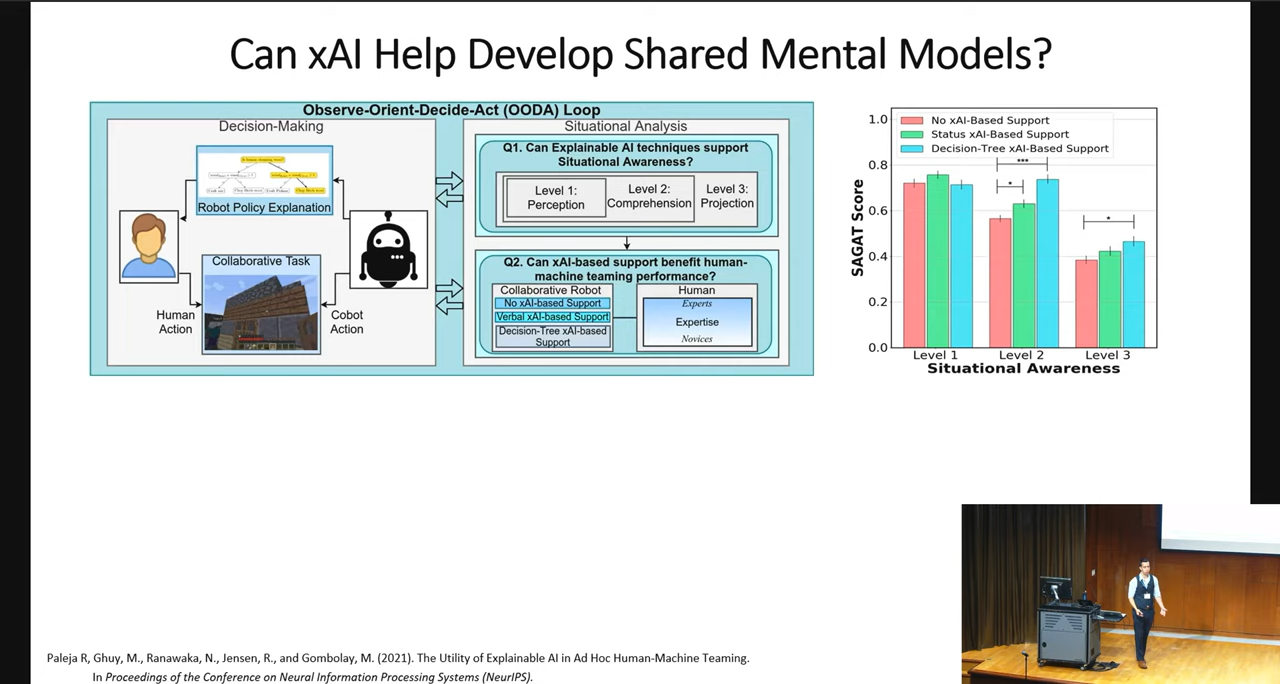 Can xAI Help Develop Shared Mental Models?
Observe-Orient-Decide-Act (OODA) Loop
Decision-Making
Robot Policy Explanation
Collaborative Task
Human
Action
Cobot
Action
Situational Analysis
Q1. Can Explainable AI techniques support
Situational Awareness?
Level 1:
Perception
Level 2:
Comprehension
Level 3:
Projection
Q2. Can xAI-based support benefit human-
machine teaming performance?
Collaborative Robot
No xAI-based Support
Verbal xAI-based Support
Decision-Tree xAI-based
Support
Human
Experts
Expertise
Novices
No xAI-Based Support
Status xAI-Based Support
Decision-Tree xAI-Based Support
***
*
*
SAGAT Score
1.0
0.8
0.6
0.4
0.2
0.0
Level 1
Level 2
Level 3
Situational Awareness
Paleja R, Ghuy, M., Ranawaka, N., Jensen, R., and Gombolay, M. (2021). The Utility of Explainable AI in Ad Hoc Human-Machine Teaming.
In Proceedings of the Conference on Neural Information Processing Systems (NeurIPS).